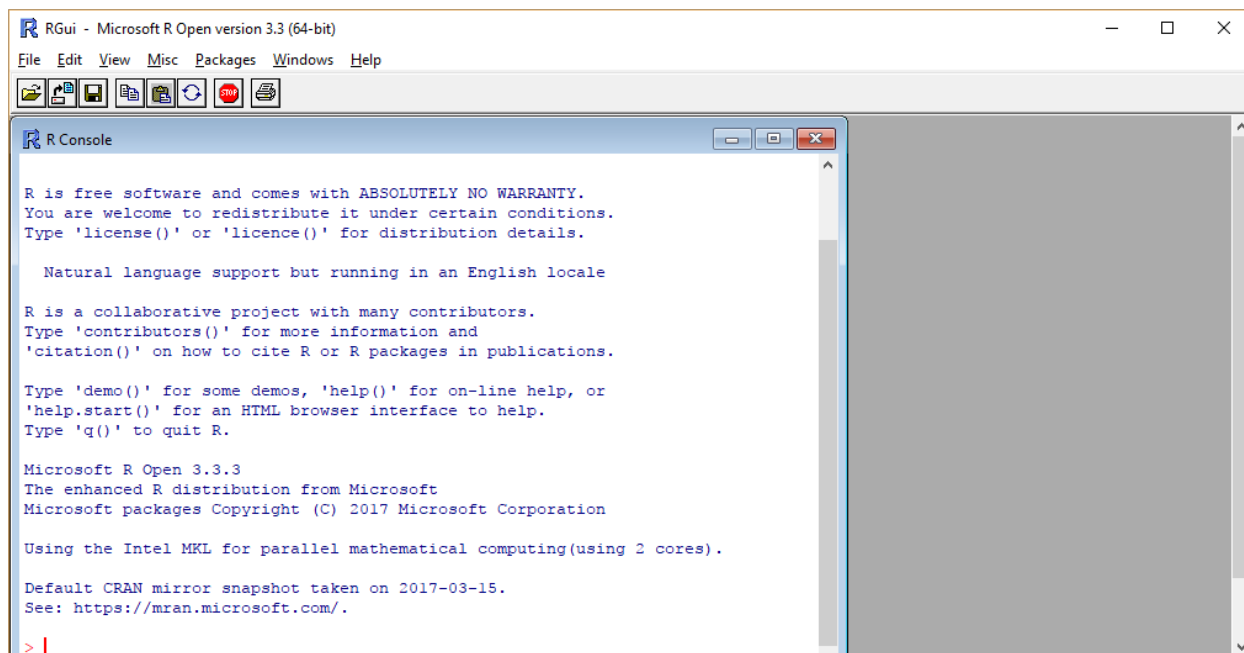 RGui - Microsoft R Open version 3.3 (64-bit)
File Edit View Misc Packages Windows Help
STOP
R Console
R is free software and comes with ABSOLUTELY NO WARRANTY.
You are welcome to redistribute it under certain conditions.
Type 'license()' or 'licence()' for distribution details.
Natural language support but running in an English locale
R is a collaborative project with many contributors.
Type 'contributors()' for more information and
'citation()' on how to cite R or R packages in publications.
Type 'demo()' for some demos, 'help()' for on-line help, or
'help.start()' for an HTML browser interface to help.
Type 'q()' to quit R.
Microsoft R Open 3.3.3
The enhanced R distribution from Microsoft
Microsoft packages Copyright (C) 2017 Microsoft Corporation
Using the Intel MKL for parallel mathematical computing(using 2 cores).
Default CRAN mirror snapshot taken on 2017-03-15.
See: https://mran.microsoft.com/.
>